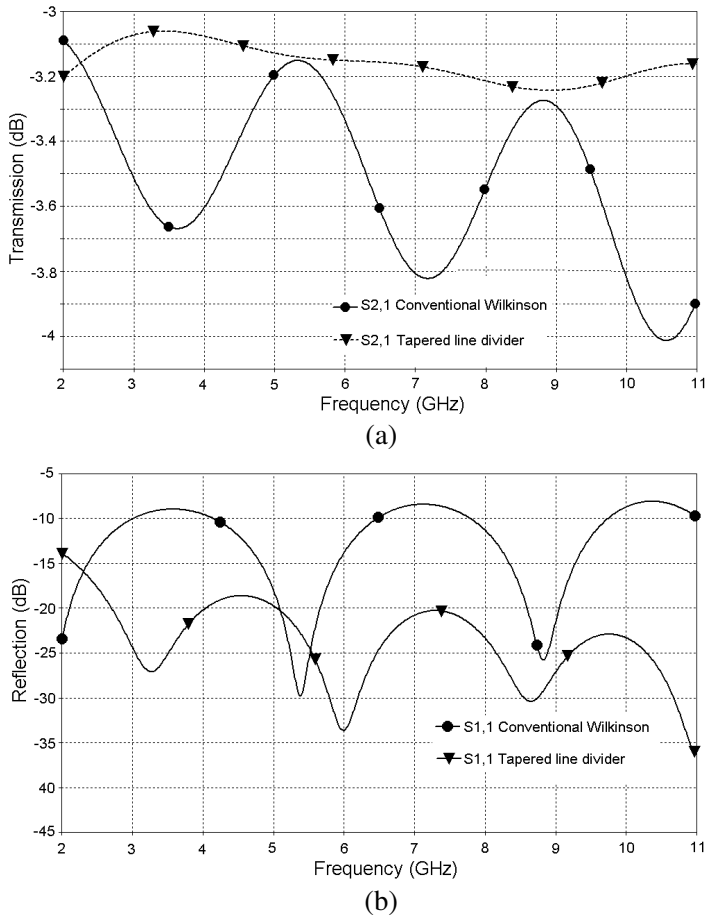 -3
-3.2
-3.4
-3.6
-3.8
-4
Transmission (dB)
S2,1 Conventional Wilkinson
S2,1 Tapered line divider
2 3 4 5 6 7 8 9 10 11
Frequency (GHz)
(a)
-5
-10
-15
-20
-25
-30
-35
-40
-45
Reflection (dB)
S1,1 Conventional Wilkinson
S1,1 Tapered line divider
2 3 4 5 6 7 8 9 10 11
Frequency (GHz)
(b)